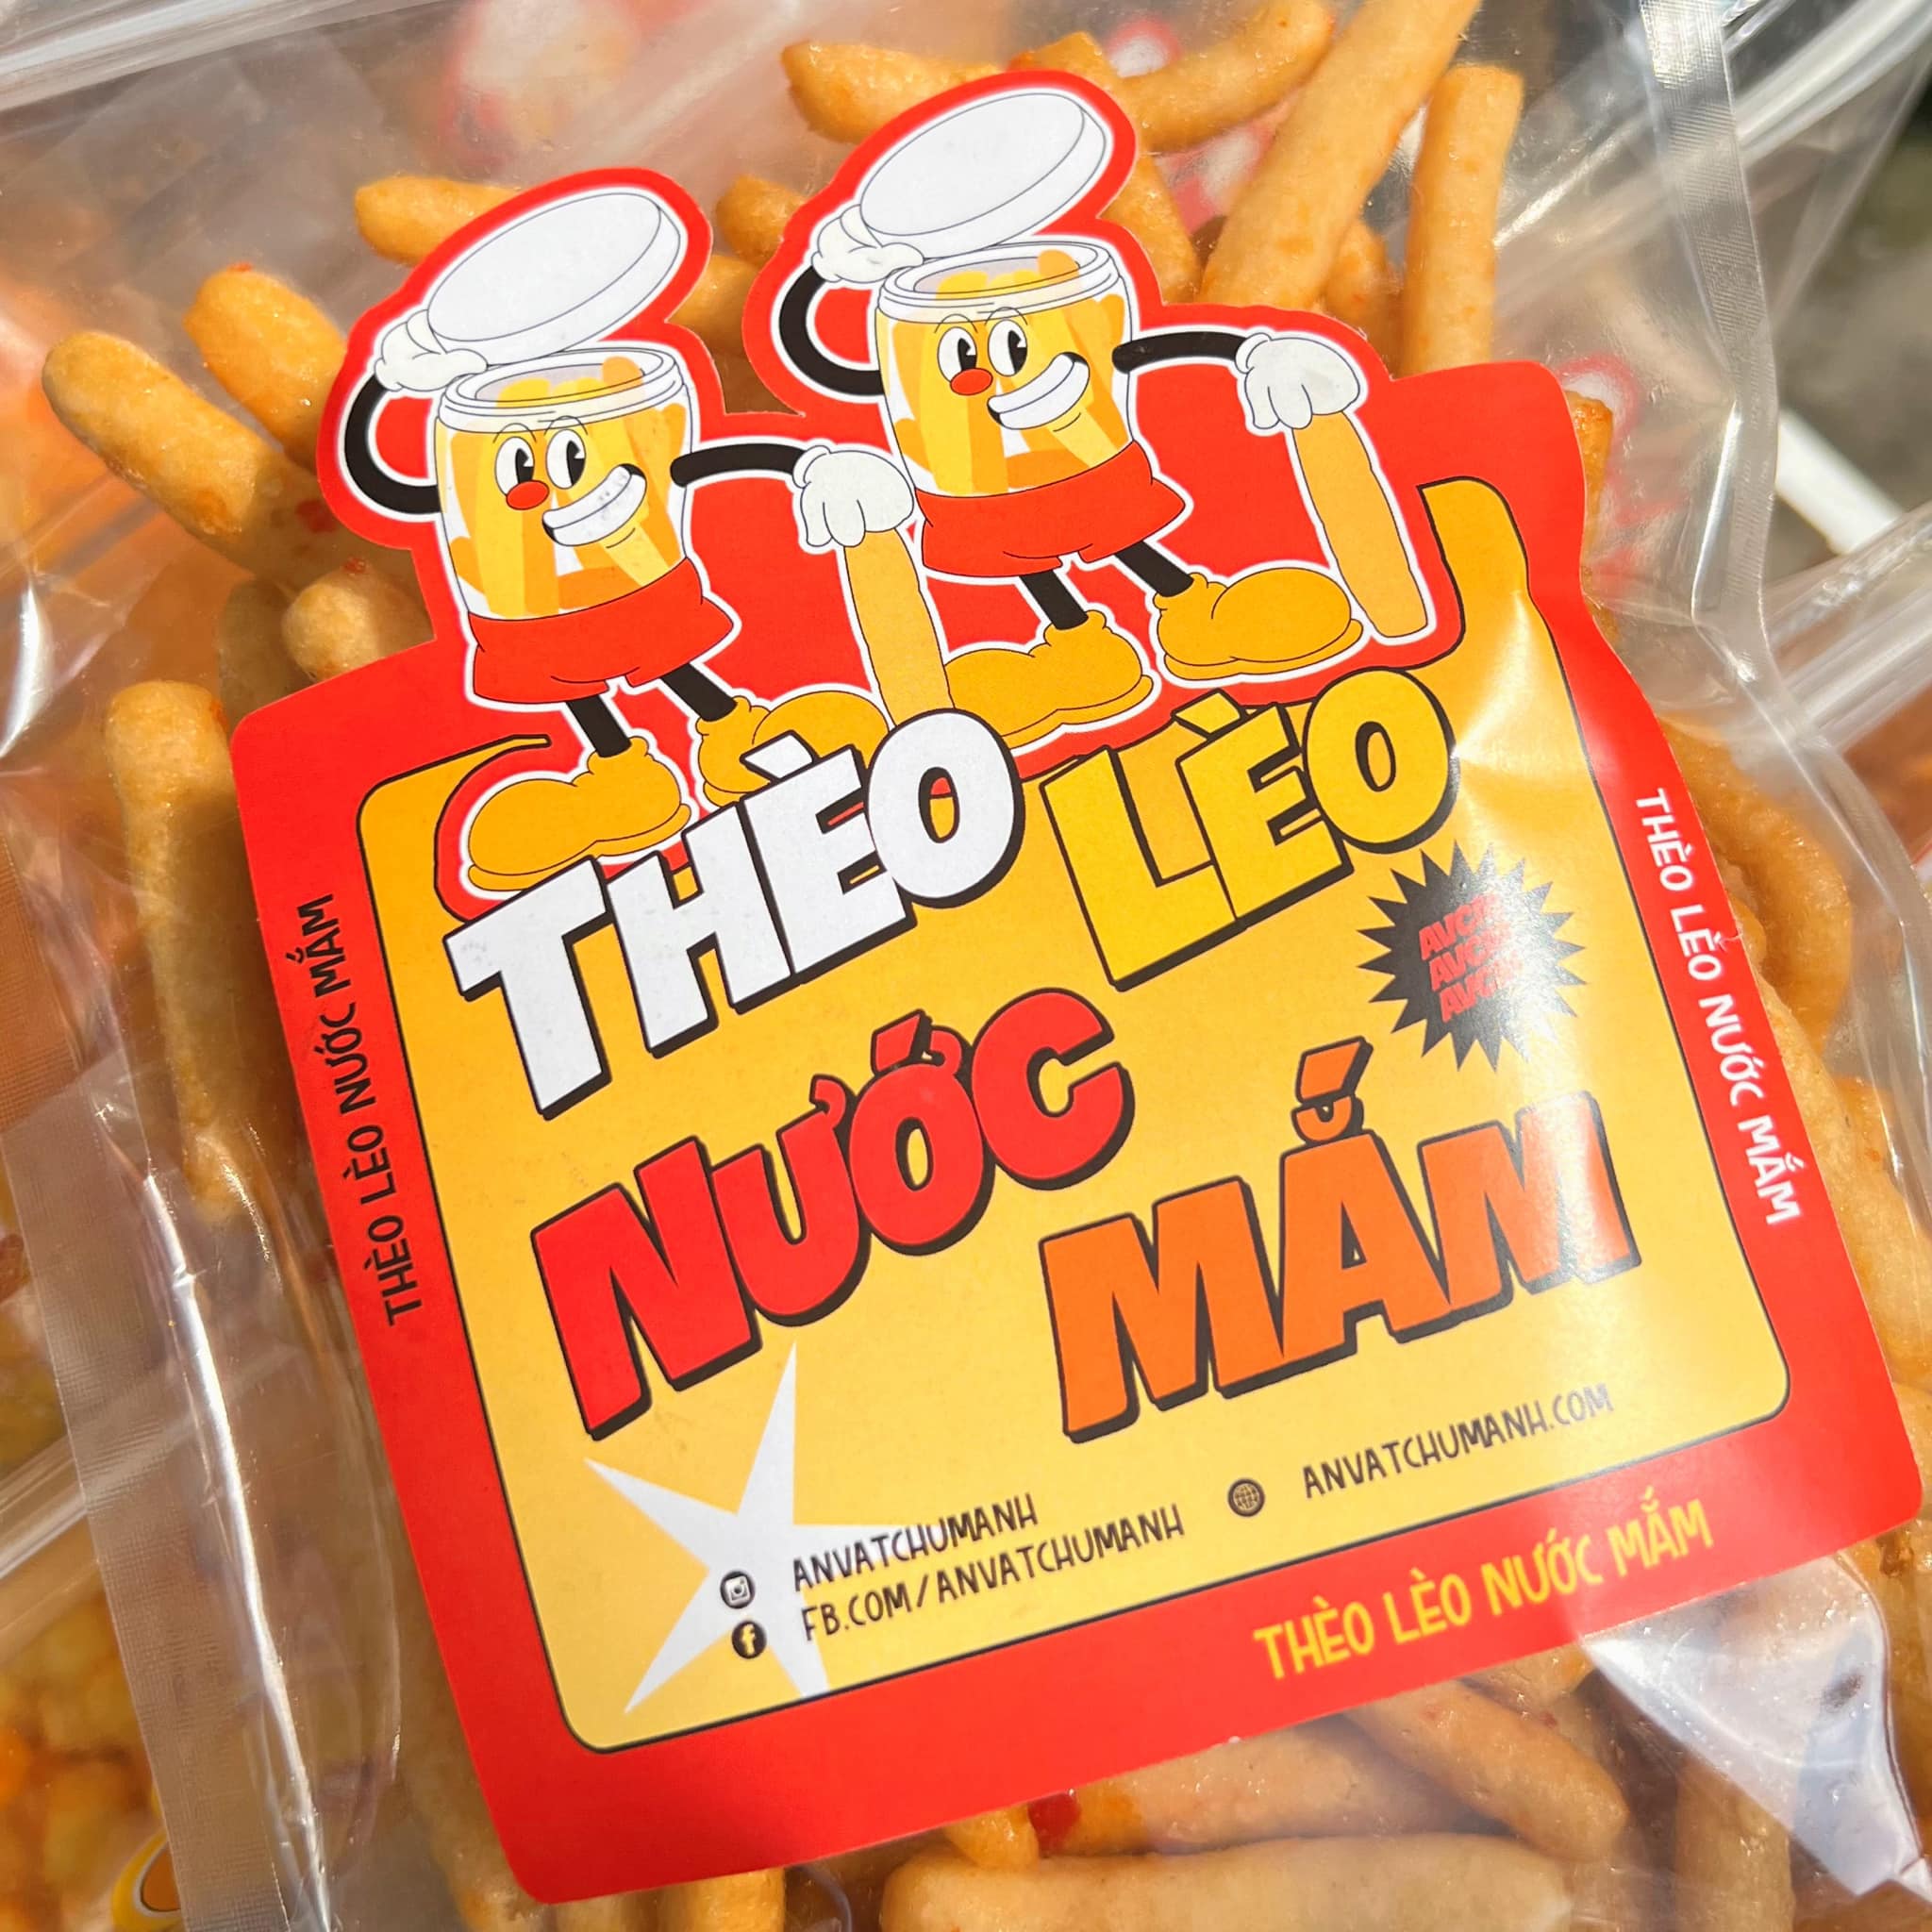 THÈO LÈO
NƯỚC
MẮM
THÈO LÈO NƯỚC MẮM
THÈO LÈO NƯỚC MẮM
ANVATCHUMANH
FB.COM/ANVATCHUMANH
ANVATCHUMANH.COM
THÈO LÈO NƯỚC MẮM